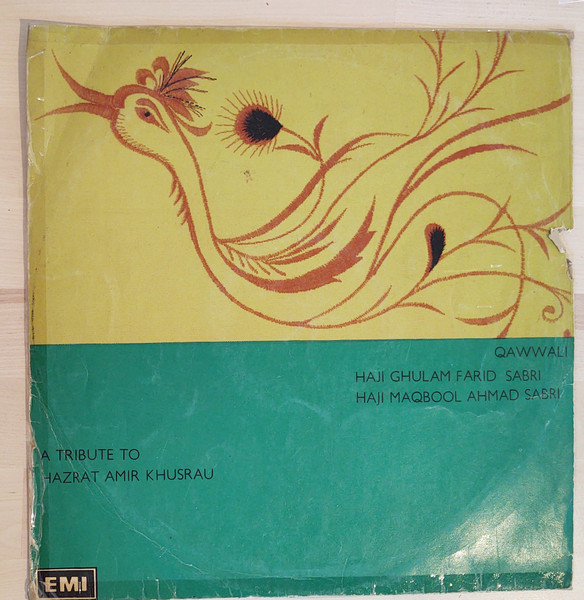 QAWWALI
HAJI GHULAM FARID SABRI
HAJI MAQBOOL AHMAD SABRI
A TRIBUTE TO
HAZRAT AMIR KHUSRAU
EMI